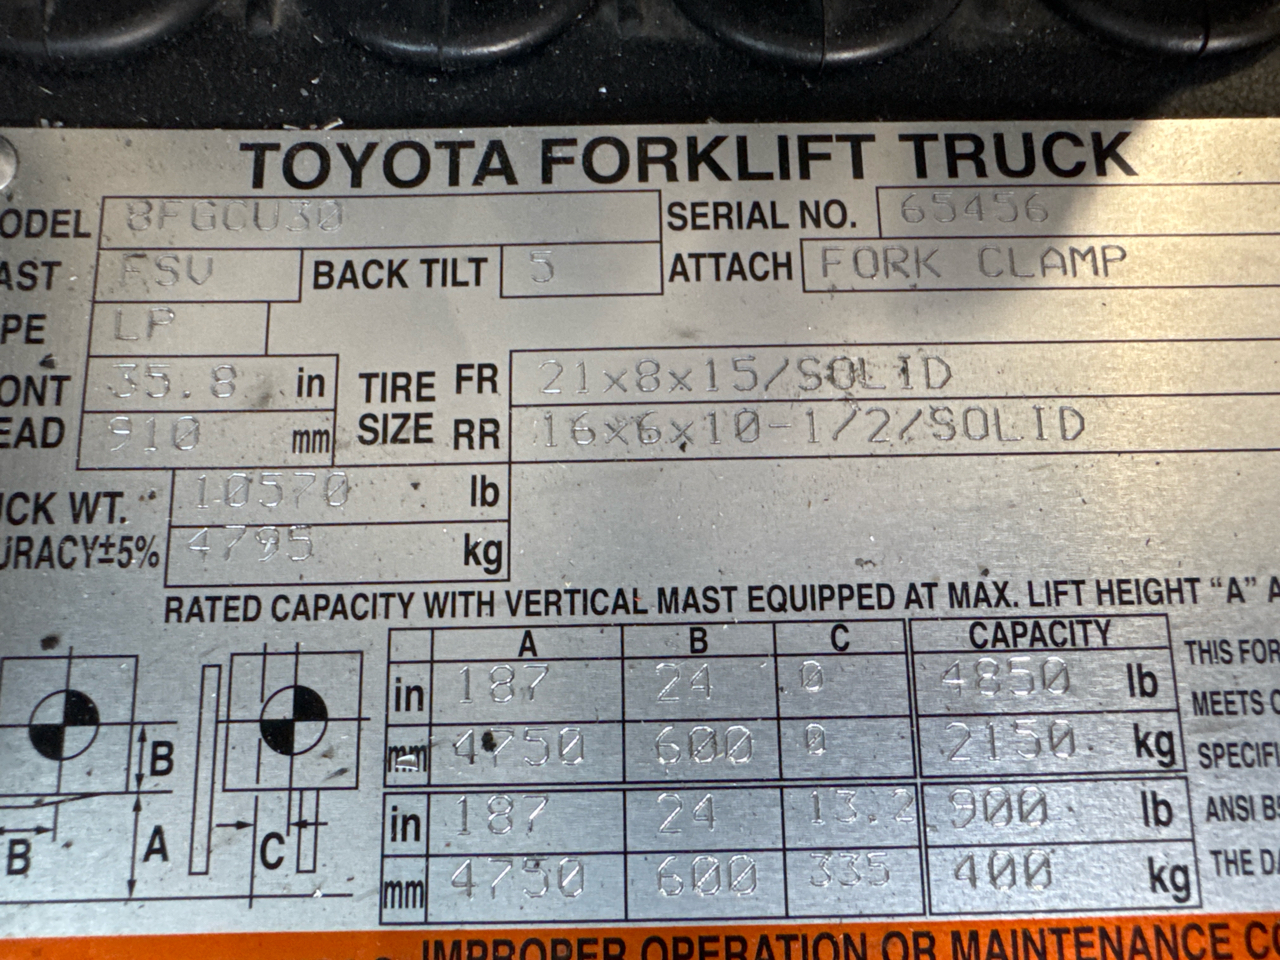 TOYOTA FORKLIFT TRUCK
ODEL 8FGCU30 SERIAL NO. 65456
AST FSV BACK TILT 5 ATTACH FORK CLAMP
PE LP
ONT 35.8 in TIRE FR 21x8x15/SOLID
EAD 910 mm SIZE RR 16x6x10-1/2/SOLID
CK WT. 10570 lb
URACY±5% 4795 kg
RATED CAPACITY WITH VERTICAL MAST EQUIPPED AT MAX. LIFT HEIGHT "A" A
A B C CAPACITY
in 187 24 0 4850 lb
mm 4750 600 0 2150 kg
in 187 24 13.2 900 lb
mm 4750 600 335 400 kg
B
A
B
C
THIS FOR
MEETS
SPECIFI
ANSI B5
THE DA
IMPROPER OPERATION OR MAINTENANCE CO